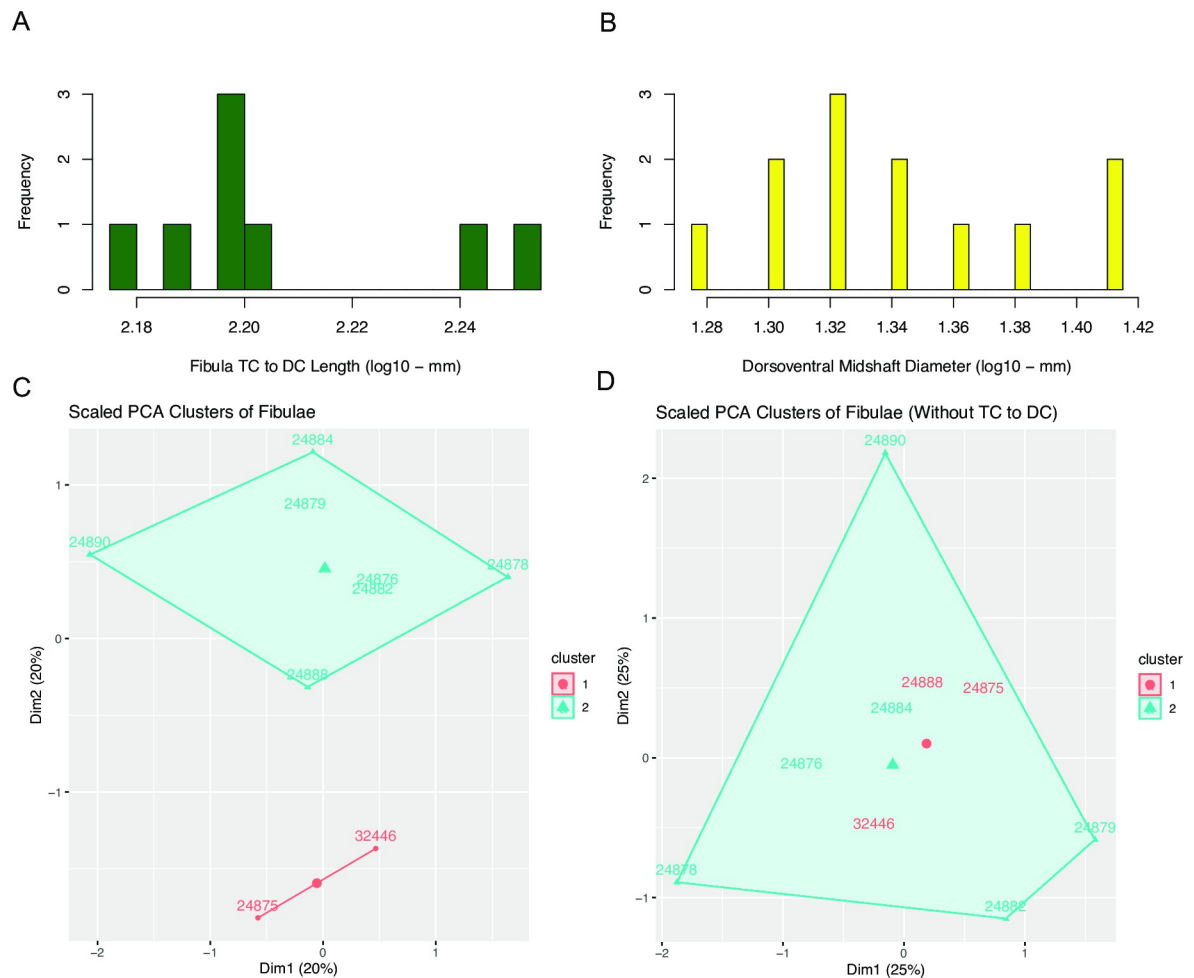 A
Frequency
0
1
2
3
2.18 2.20 2.22 2.24
Fibula TC to DC Length (log10 − mm)
B
Frequency
0
1
2
3
1.28 1.30 1.32 1.34 1.36 1.38 1.40 1.42
Dorsoventral Midshaft Diameter (log10 − mm)
C
Scaled PCA Clusters of Fibulae
24884
24879
24890
24878
24876
24882
24888
32446
24875
1
0
−1
−2 −1 0 1
Dim1 (20%)
Dim2 (20%)
cluster
1
2
D
Scaled PCA Clusters of Fibulae (Without TC to DC)
24890
24888
24875
24884
24876
32446
24879
24878
24882
2
1
0
−1
−2 −1 0 1
Dim1 (25%)
Dim2 (25%)
cluster
1
2